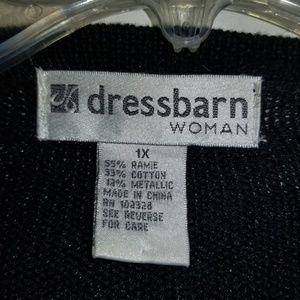 dressbarn
WOMAN
1X
55% RAMIE
33% COTTON
12% METALLIC
MADE IN CHINA
RN 102328
SEE REVERSE
FOR CARE